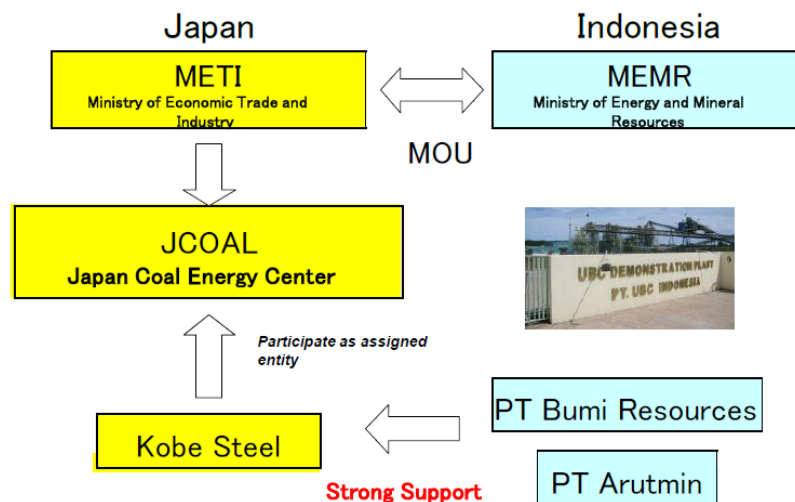 Japan
Indonesia
METI
Ministry of Economic Trade and
Industry
MEMR
Ministry of Energy and Mineral
Resources
MOU
JCOAL
Japan Coal Energy Center
UBC DEMONSTRATION PLANT
PT. UBC INDONESIA
Participate as assigned
entity
PT Bumi Resources
Kobe Steel
Strong Support
PT Arutmin